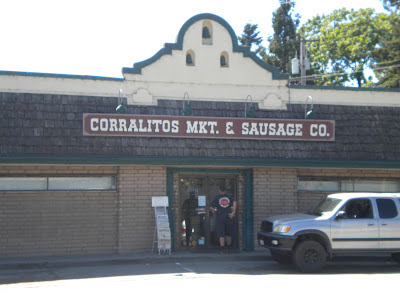 CORRALITOS MKT. & SAUSAGE CO.